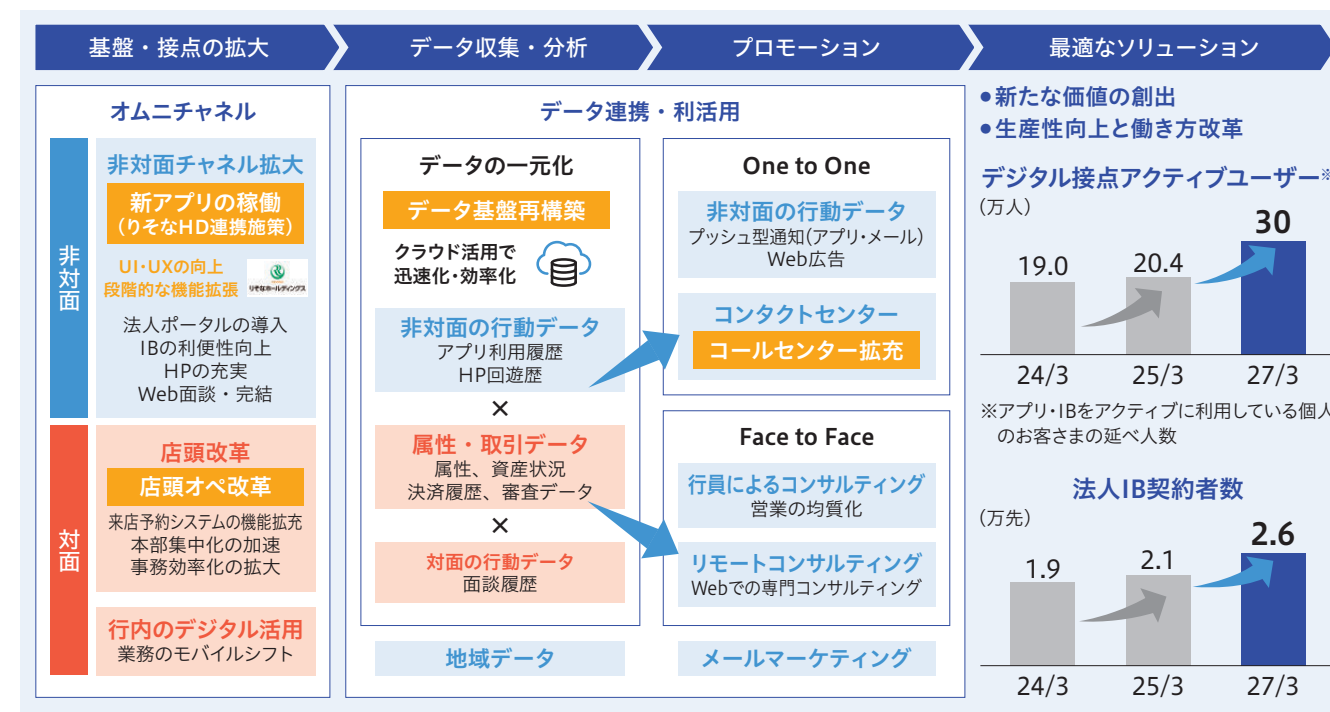 基盤・接点の拡大
データ収集・分析
プロモーション
最適なソリューション
オムニチャネル
非対面
非対面チャネル拡大
新アプリの稼働
(りそなHD連携施策)
UI・UXの向上
段階的な機能拡張
りそなホールディングス
法人ポータルの導入
IBの利便性向上
HPの充実
Web面談・完結
対面
店頭改革
店頭オペ改革
来店予約システムの機能拡充
本部集中化の加速
事務効率化の拡大
行内のデジタル活用
業務のモバイルシフト
データ連携・利活用
データの一元化
データ基盤再構築
クラウド活用で
迅速化・効率化
非対面の行動データ
アプリ利用履歴
HP回遊歴
×
属性・取引データ
属性、資産状況
決済履歴、審査データ
×
対面の行動データ
面談履歴
地域データ
One to One
非対面の行動データ
プッシュ型通知(アプリ・メール)
Web広告
コンタクトセンター
コールセンター拡充
Face to Face
行員によるコンサルティング
営業の均質化
リモートコンサルティング
Webでの専門コンサルティング
メールマーケティング
●新たな価値の創出
●生産性向上と働き方改革
デジタル接点アクティブユーザー※
(万人)
19.0
20.4
30
24/3
25/3
27/3
※アプリ・IBをアクティブに利用している個人
のお客さまの延べ人数
法人IB契約者数
(万先)
1.9
2.1
2.6
24/3
25/3
27/3